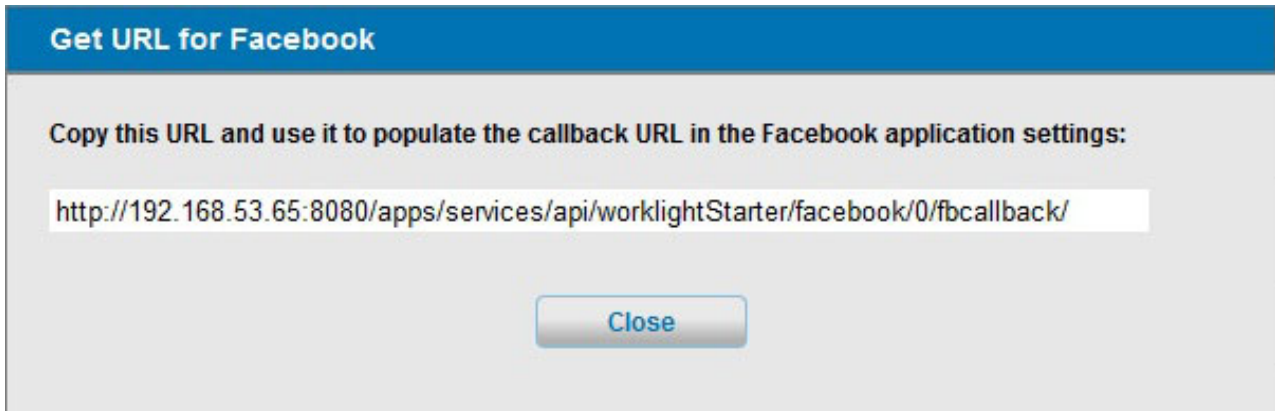 Get URL for Facebook
Copy this URL and use it to populate the callback URL in the Facebook application settings:
http://192.168.53.65:8080/apps/services/api/worklightStarter/facebook/0/fbcallback/
Close